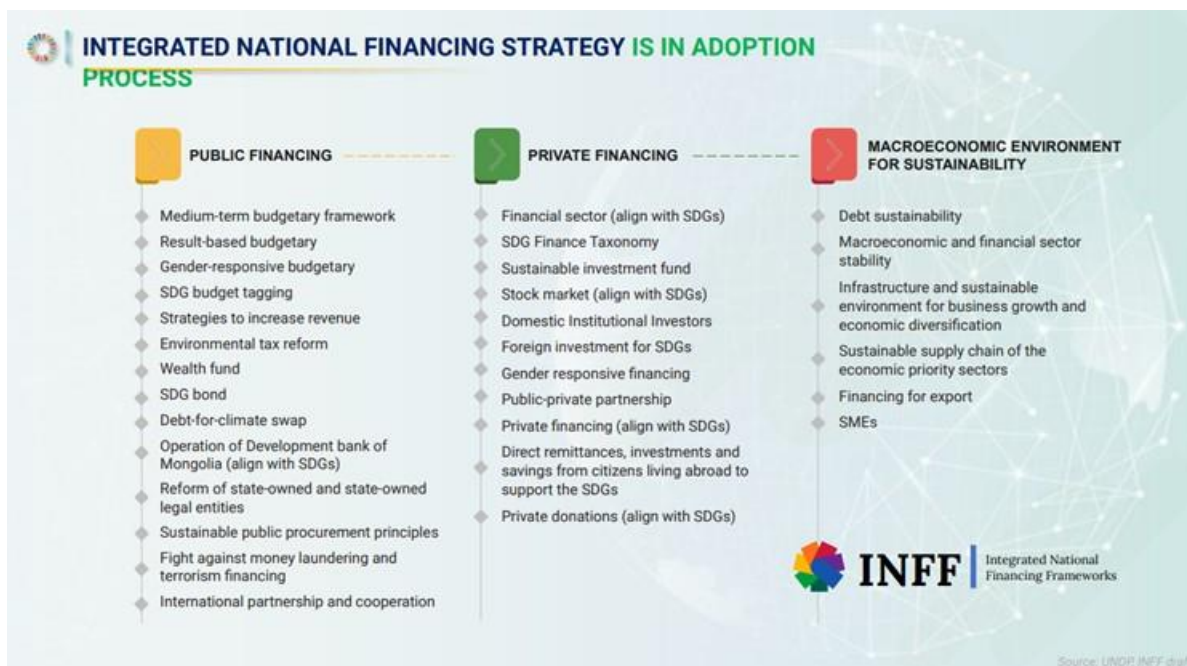 INTEGRATED NATIONAL FINANCING STRATEGY IS IN ADOPTION
PROCESS
PUBLIC FINANCING
Medium-term budgetary framework
Result-based budgetary
Gender-responsive budgetary
SDG budget tagging
Strategies to increase revenue
Environmental tax reform
Wealth fund
SDG bond
Debt-for-climate swap
Operation of Development bank of
Mongolia (align with SDGs)
Reform of state-owned and state-owned
legal entities
Sustainable public procurement principles
Fight against money laundering and
terrorism financing
International partnership and cooperation
PRIVATE FINANCING
Financial sector (align with SDGs)
SDG Finance Taxonomy
Sustainable investment fund
Stock market (align with SDGs)
Domestic Institutional Investors
Foreign investment for SDGs
Gender responsive financing
Public-private partnership
Private financing (align with SDGs)
Direct remittances, investments and
savings from citizens living abroad to
support the SDGs
Private donations (align with SDGs)
MACROECONOMIC ENVIRONMENT
FOR SUSTAINABILITY
Debt sustainability
Macroeconomic and financial sector
stability
Infrastructure and sustainable
environment for business growth and
economic diversification
Sustainable supply chain of the
economic priority sectors
Financing for export
SMEs
INFF
Integrated National
Financing Frameworks
Source: UNDP, INFF draft